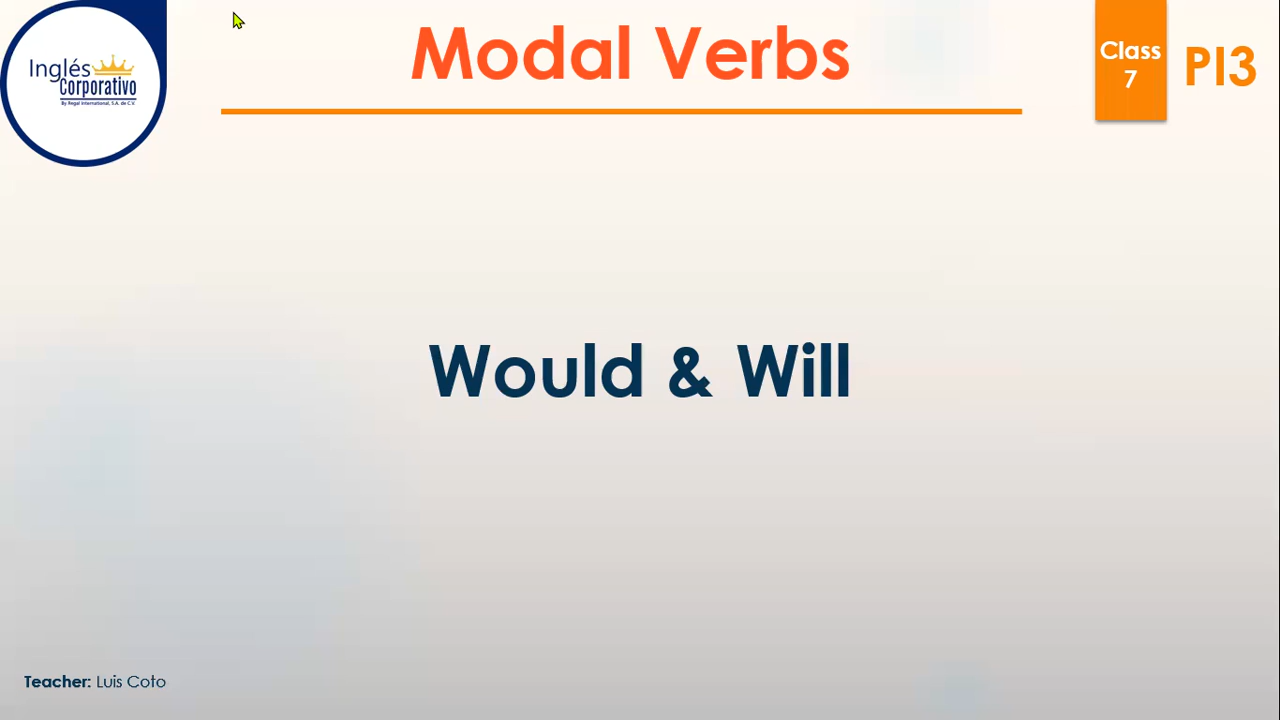 Inglés
Corporativo
By Regal International, S.A. de C.V.
Modal Verbs
Class
7
PI3
Would & Will
Teacher: Luis Coto